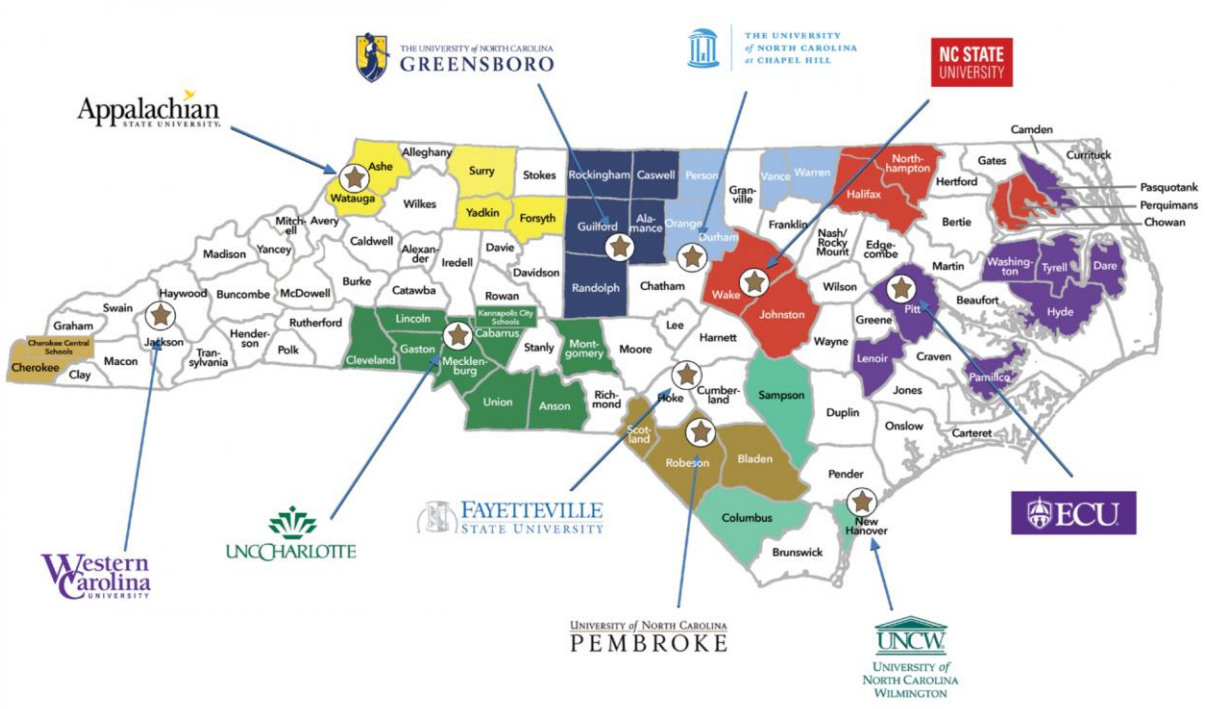 THE UNIVERSITY of NORTH CAROLINA
GREENSBORO
THE UNIVERSITY
of NORTH CAROLINA
at CHAPEL HILL
NC STATE
UNIVERSITY
Appalachian
STATE UNIVERSITY.
Camden
Ashe
Alleghany
Surry
Stokes
Rockingham
Caswell
Person
Vance
Warren
North-
hampton
Gates
Currituck
Hertford
Pasquotank
Perquimans
Chowan
Watauga
Wilkes
Yadkin
Forsyth
Guilford
Ala-
mance
Orange
Durham
Gran-
ville
Franklin
Halifax
Bertie
Mitch-
ell
Avery
Caldwell
Alexan-
der
Iredell
Davie
Davidson
Nash/
Rocky
Mount
Edge-
combe
Martin
Washing-
ton
Tyrell
Dare
Madison
Yancey
Burke
Catawba
Rowan
Randolph
Chatham
Wake
Johnston
Wilson
Pitt
Beaufort
Hyde
Swain
Haywood
Buncombe
McDowell
Graham
Jackson
Hender-
son
Rutherford
Lincoln
Kannapolis City
Schools
Cabarrus
Cherokee Central
Schools
Cherokee
Clay
Macon
Tran-
sylvania
Polk
Cleveland
Gaston
Mecklen-
burg
Stanly
Mont-
gomery
Moore
Lee
Harnett
Wayne
Greene
Lenoir
Craven
Pamlico
Jones
Union
Anson
Rich-
mond
Hoke
Cumber-
land
Sampson
Duplin
Onslow
Carteret
Scot-
land
Robeson
Bladen
Pender
Columbus
New
Hanover
Brunswick
FAYETTEVILLE
STATE UNIVERSITY
ECU
UNC CHARLOTTE
Western
Carolina
UNIVERSITY
UNIVERSITY of NORTH CAROLINA
PEMBROKE
UNCW
UNIVERSITY of
NORTH CAROLINA
WILMINGTON